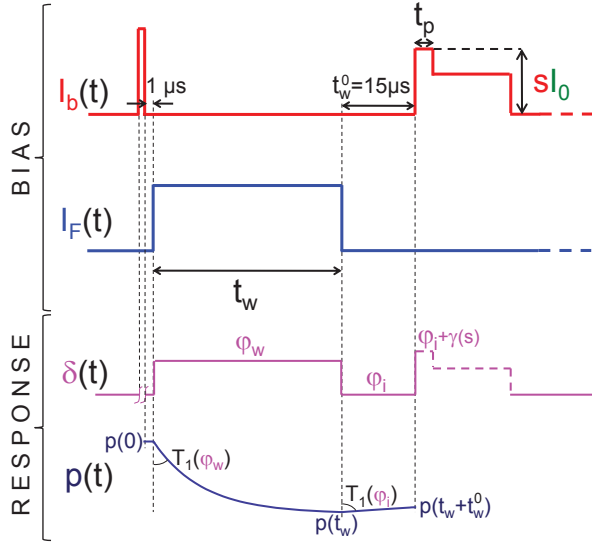 t_p
1 μs
t_w^0=15μs
sI_0
I_b(t)
BIAS
I_F(t)
t_w
φ_w
φ_i+γ(s)
δ(t)
φ_i
RESPONSE
p(0)
T_1(φ_w)
p(t)
T_1(φ_i)
p(t_w)
p(t_w+t_w^0)